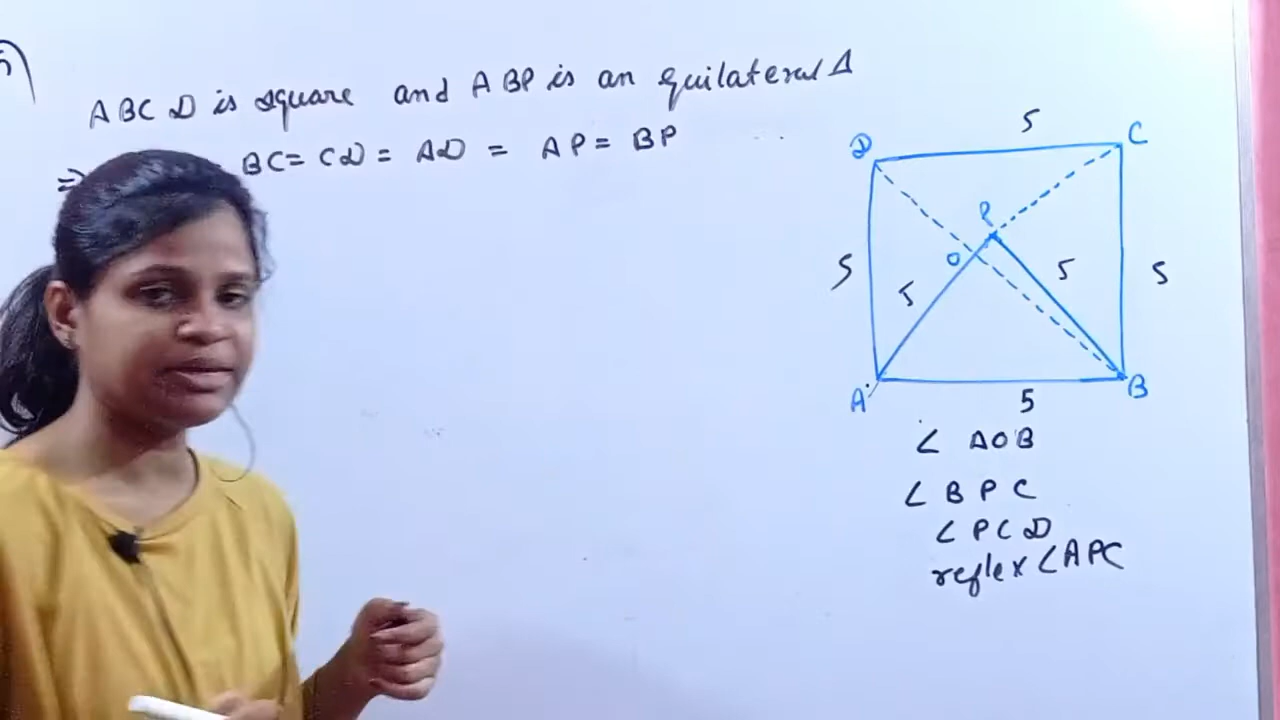 ABCD is square and ABP is an equilateral Δ
⇒ BC = CD = AD = AP = BP
5
D
C
P
O
5
5
5
5
A
B
5
∠ AOB
∠ BPC
∠ PCD
reflex ∠APC